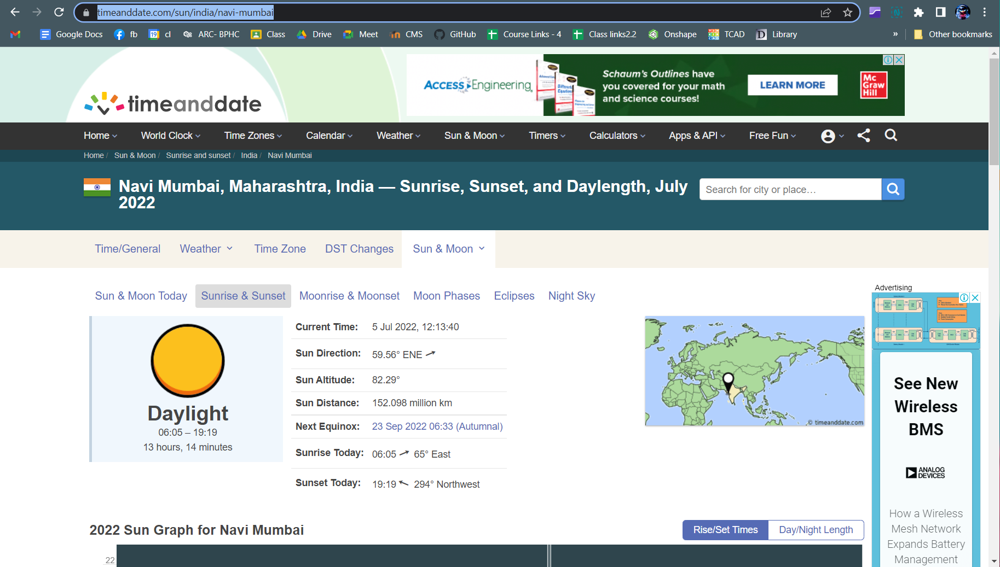 timeanddate.com/sun/india/navi-mumbai
Google Docs
fb
19
cl
ARC- BPHC
Class
Drive
Meet
CMS
GitHub
Course Links - 4
Class links2.2
Onshape
TCAD
Library
»
Other bookmarks
timeanddate
ACCESS Engineering
Schaum's Outlines have
you covered for your math
and science courses!
LEARN MORE
Mc
Graw
Hill
Home
World Clock
Time Zones
Calendar
Weather
Sun & Moon
Timers
Calculators
Apps & API
Free Fun
Home / Sun & Moon / Sunrise and sunset / India / Navi Mumbai
Navi Mumbai, Maharashtra, India — Sunrise, Sunset, and Daylength, July
2022
Search for city or place…
Time/General
Weather
Time Zone
DST Changes
Sun & Moon
Sun & Moon Today
Sunrise & Sunset
Moonrise & Moonset
Moon Phases
Eclipses
Night Sky
Daylight
06:05 – 19:19
13 hours, 14 minutes
Current Time: 5 Jul 2022, 12:13:40
Sun Direction: 59.56° ENE
Sun Altitude: 82.29°
Sun Distance: 152.098 million km
Next Equinox: 23 Sep 2022 06:33 (Autumnal)
Sunrise Today: 06:05 65° East
Sunset Today: 19:19 294° Northwest
© timeanddate.com
2022 Sun Graph for Navi Mumbai
Rise/Set Times
Day/Night Length
22
Advertising
See New
Wireless
BMS
ANALOG
DEVICES
How a Wireless
Mesh Network
Expands Battery
Management